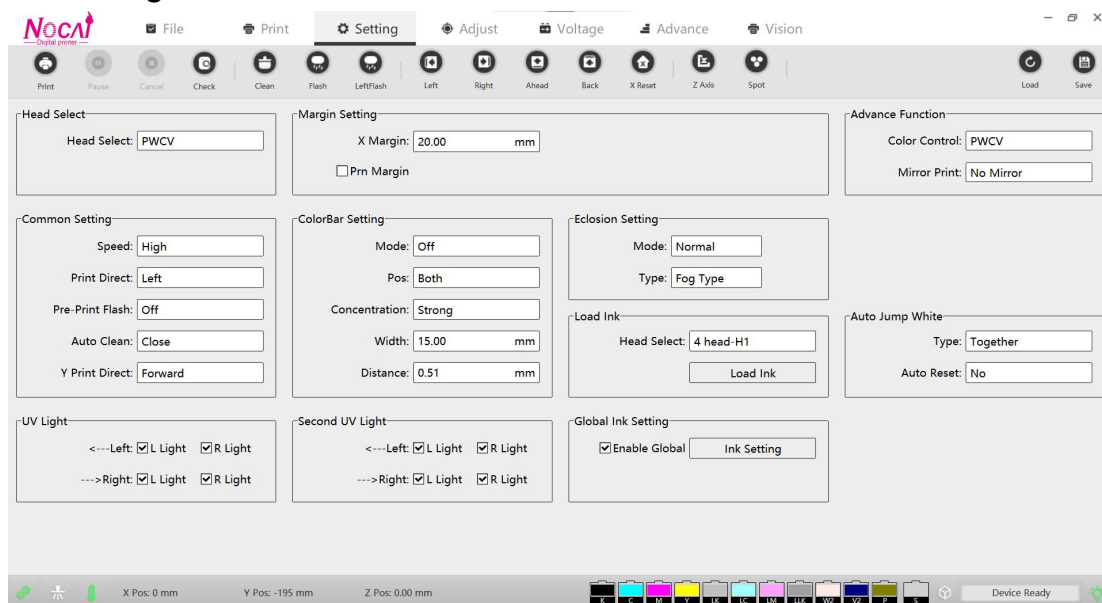 NOCAI
Digital printer
File Print Setting Adjust Voltage Advance Vision
Print Pause Cancel Check Clean Flash LeftFlash Left Right Ahead Back X Reset Z Axis Spot Load Save
Head Select Margin Setting Advance Function
Head Select: PWCV X Margin: 20.00 mm Color Control: PWCV
Prn Margin Mirror Print: No Mirror
Common Setting ColorBar Setting Eclosion Setting
Speed: High Mode: Off Mode: Normal
Print Direct: Left Pos: Both Type: Fog Type
Pre-Print Flash: Off Concentration: Strong
Load Ink Auto Jump White
Auto Clean: Close Width: 15.00 mm Head Select: 4 head-H1 Type: Together
Y Print Direct: Forward Distance: 0.51 mm Load Ink Auto Reset: No
UV Light Second UV Light Global Ink Setting
<---Left: L Light R Light <---Left: L Light R Light Enable Global Ink Setting
--->Right: L Light R Light --->Right: L Light R Light
X Pos: 0 mm Y Pos: -195 mm Z Pos: 0.00 mm K C M Y LK LC LM LLK W2 V2 P S Device Ready